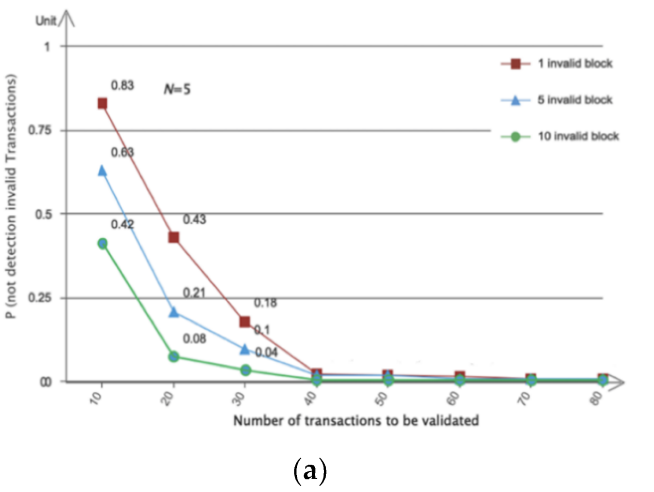 Unit
1
0.83
N=5
1 invalid block
5 invalid block
0.75
10 invalid block
0.63
P (not detection invalid Transactions)
0.5
0.42
0.43
0.25
0.21
0.18
0.08
0.1
0.04
00
10
20
30
40
50
60
70
80
Number of transactions to be validated
(a)